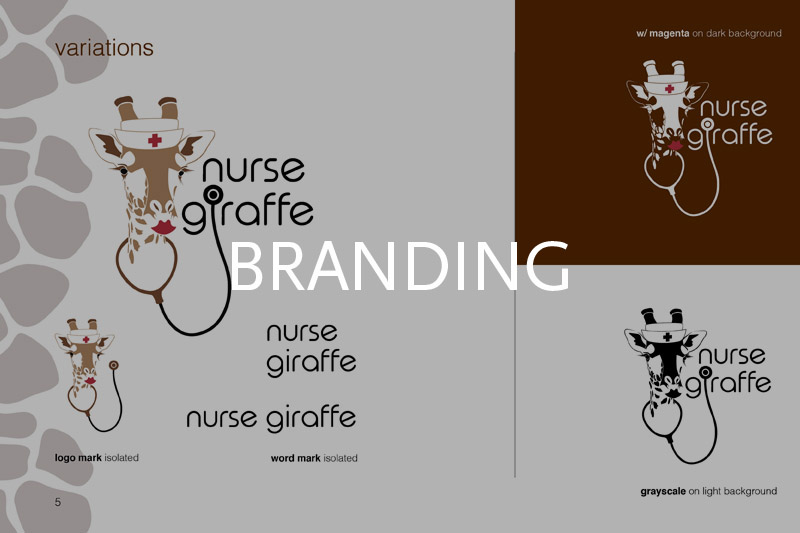 variations
w/ magenta on dark background
nurse
giraffe
nurse
giraffe
BRANDING
nurse
giraffe
nurse giraffe
nurse
giraffe
logo mark isolated
word mark isolated
grayscale on light background
5